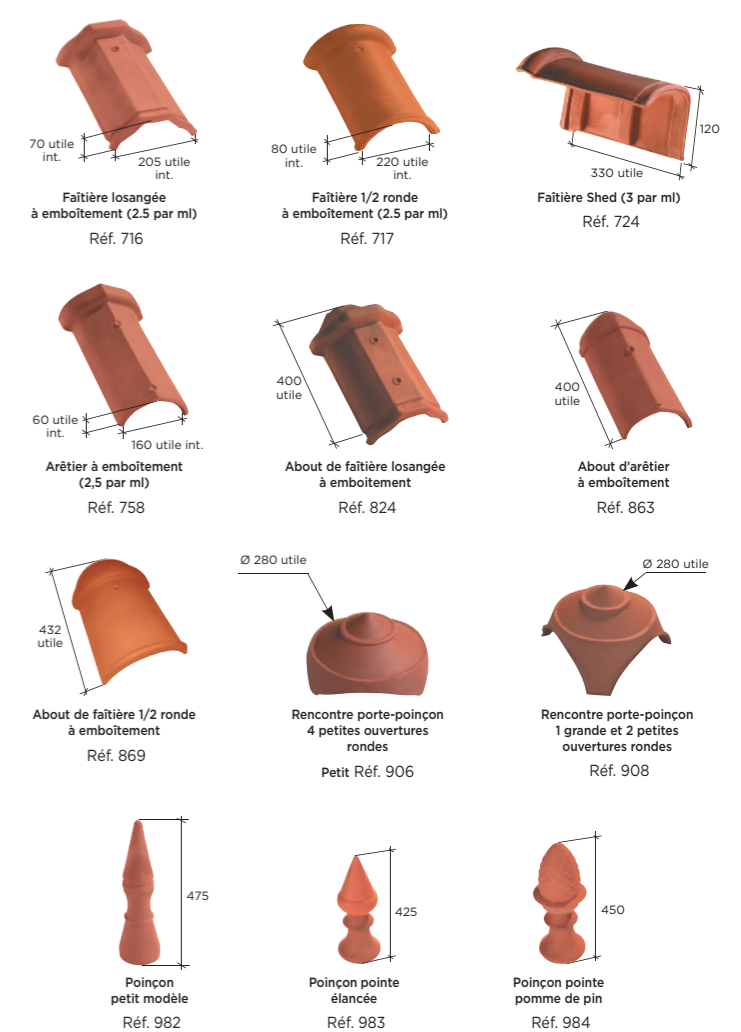 70 utile
int.
205 utile
int.
Faîtière losangée
à emboîtement (2.5 par ml)
Réf. 716
80 utile
int.
220 utile
int.
Faîtière 1/2 ronde
à emboîtement (2.5 par ml)
Réf. 717
120
330 utile
Faîtière Shed (3 par ml)
Réf. 724
60 utile
int.
160 utile int.
Arêtier à emboîtement
(2,5 par ml)
Réf. 758
400
utile
About de faîtière losangée
à emboitement
Réf. 824
400
utile
About d'arêtier
à emboîtement
Réf. 863
432
utile
About de faîtière 1/2 ronde
à emboîtement
Réf. 869
Ø 280 utile
Rencontre porte-poinçon
4 petites ouvertures
rondes
Petit Réf. 906
Ø 280 utile
Rencontre porte-poinçon
1 grande et 2 petites
ouvertures rondes
Réf. 908
475
Poinçon
petit modèle
Réf. 982
425
Poinçon pointe
élancée
Réf. 983
450
Poinçon pointe
pomme de pin
Réf. 984